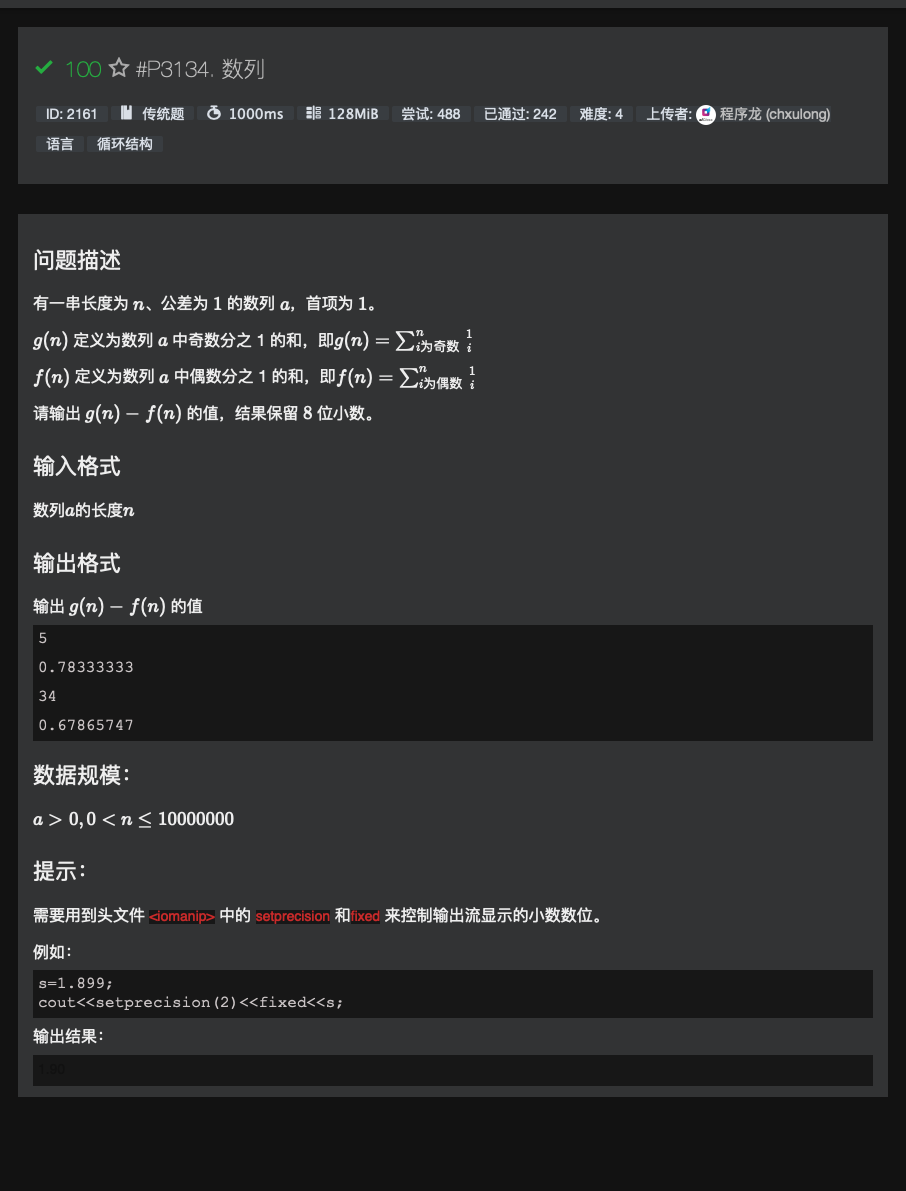 100 #P3134. 数列
ID: 2161 传统题 1000ms 128MiB 尝试: 488 已通过: 242 难度: 4 上传者: 程序龙 (chxulong)
语言 循环结构
问题描述
有一串长度为 n、公差为 1 的数列 a，首项为 1。
g(n) 定义为数列 a 中奇数分之 1 的和，即g(n) = ∑ⁿ_{i为奇数} 1/i
f(n) 定义为数列 a 中偶数分之 1 的和，即f(n) = ∑ⁿ_{i为偶数} 1/i
请输出 g(n) − f(n) 的值，结果保留 8 位小数。
输入格式
数列a的长度n
输出格式
输出 g(n) − f(n) 的值
5
0.78333333
34
0.67865747
数据规模：
a > 0, 0 < n ≤ 10000000
提示：
需要用到头文件 <iomanip> 中的 setprecision 和fixed 来控制输出流显示的小数数位。
例如：
s=1.899;
cout<<setprecision(2)<<fixed<<s;
输出结果：
1.90